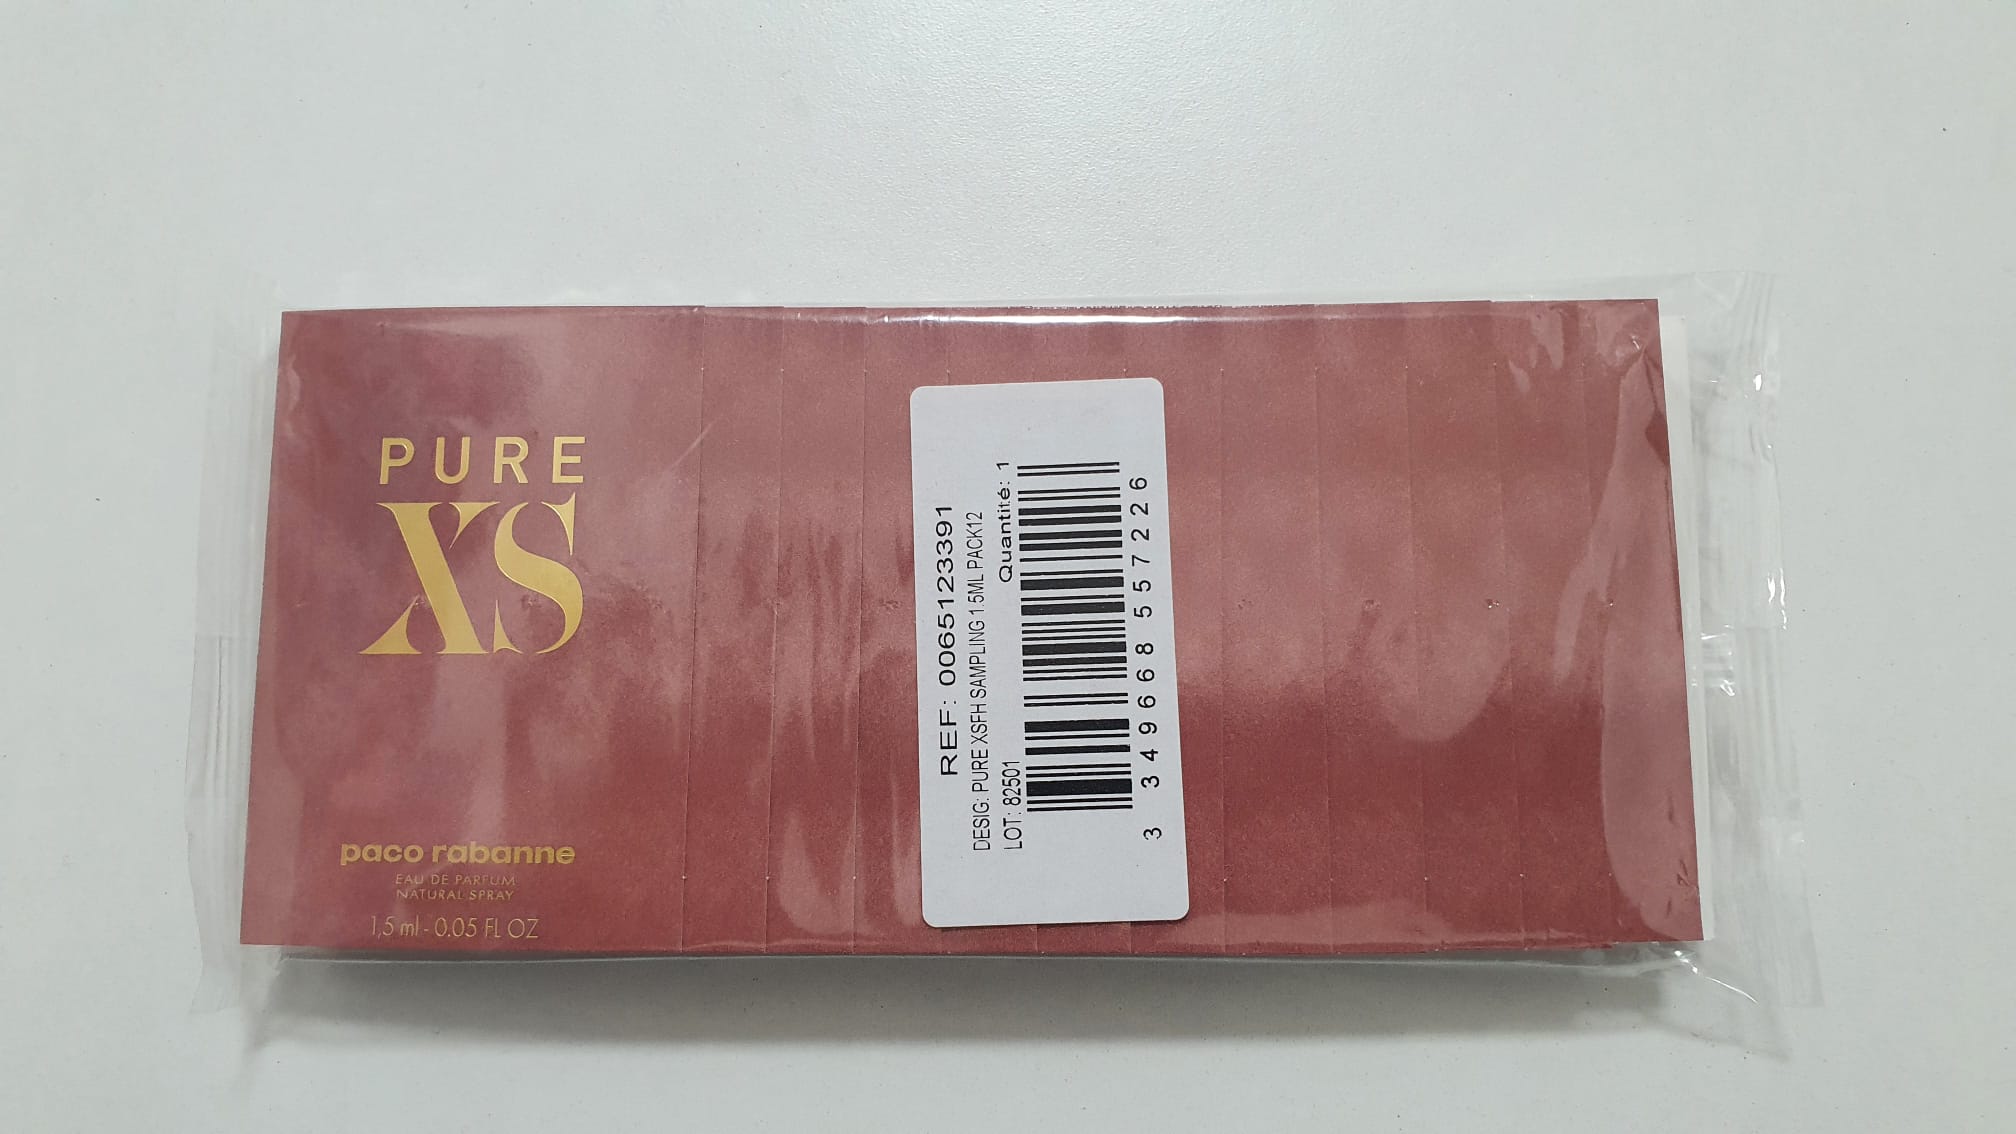 PURE
XS
paco rabanne
EAU DE PARFUM
NATURAL SPRAY
1,5 ml - 0.05 FL OZ
REF: 0065123391
DESIG: PURE XSFH SAMPLING 1.5ML PACK12
LOT: 82501 Quantité: 1
3 349668 557226